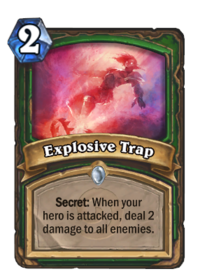 2
Explosive Trap
Secret: When your
hero is attacked, deal 2
damage to all enemies.